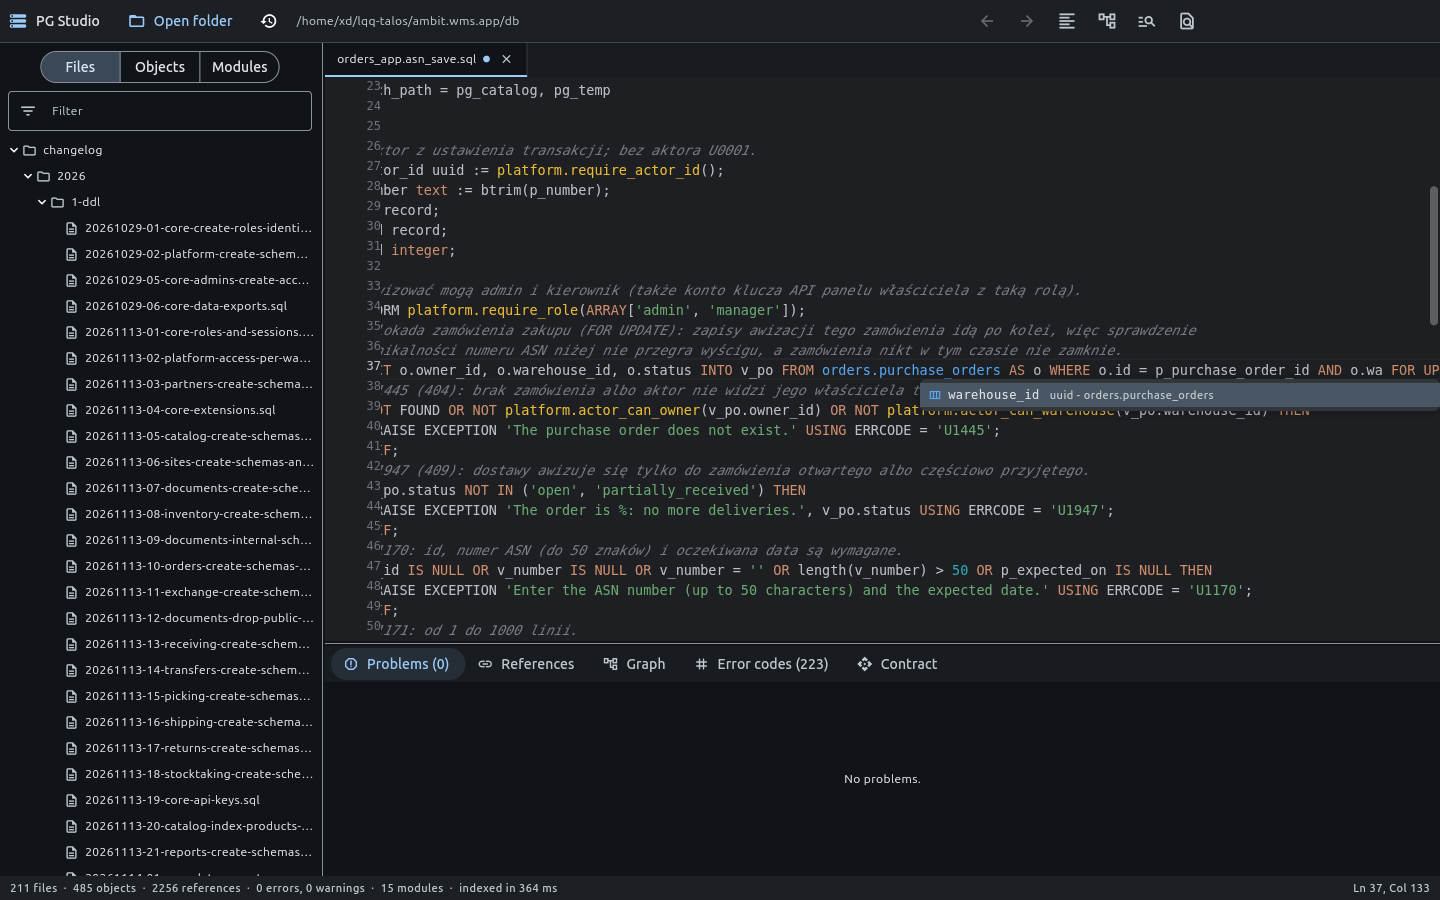 PG Studio
Open folder
/home/xd/lqq-talos/ambit.wms.app/db
Files
Objects
Modules
Filter
changelog
2026
1-ddl
20261029-01-core-create-roles-identi...
20261029-02-platform-create-schem...
20261029-05-core-admins-create-acc...
20261029-06-core-data-exports.sql
20261113-01-core-roles-and-sessions....
20261113-02-platform-access-per-wa...
20261113-03-partners-create-schema...
20261113-04-core-extensions.sql
20261113-05-catalog-create-schemas...
20261113-06-sites-create-schemas-an...
20261113-07-documents-create-sche...
20261113-08-inventory-create-schem...
20261113-09-documents-internal-sch...
20261113-10-orders-create-schemas-...
20261113-11-exchange-create-schem...
20261113-12-documents-drop-public-...
20261113-13-receiving-create-schem...
20261113-14-transfers-create-schem...
20261113-15-picking-create-schemas...
20261113-16-shipping-create-schema...
20261113-17-returns-create-schemas...
20261113-18-stocktaking-create-sche...
20261113-19-core-api-keys.sql
20261113-20-catalog-index-products-...
20261113-21-reports-create-schemas...
orders_app.asn_save.sql
23 h_path = pg_catalog, pg_temp
24
25
26 tor z ustawienia transakcji; bez aktora U0001.
27 or_id uuid := platform.require_actor_id();
28 ber text := btrim(p_number);
29 record;
30 record;
31 integer;
32
33 izować mogą admin i kierownik (także konto klucza API panelu właściciela z taką rolą).
34 RM platform.require_role(ARRAY['admin', 'manager']);
35 okada zamówienia zakupu (FOR UPDATE): zapisy awizacji tego zamówienia idą po kolei, więc sprawdzenie
36 ikalności numeru ASN niżej nie przegra wyścigu, a zamówienia nikt w tym czasie nie zamknie.
37 T o.owner_id, o.warehouse_id, o.status INTO v_po FROM orders.purchase_orders AS o WHERE o.id = p_purchase_order_id AND o.wa FOR UP
38 445 (404): brak zamówienia albo aktor nie widzi jego właściciela
warehouse_id uuid - orders.purchase_orders
39 T FOUND OR NOT platform.actor_can_owner(v_po.owner_id) OR NOT platform.actor_can_warehouse(v_po.warehouse_id) THEN
40 AISE EXCEPTION 'The purchase order does not exist.' USING ERRCODE = 'U1445';
41 F;
42 947 (409): dostawy awizuje się tylko do zamówienia otwartego albo częściowo przyjętego.
43 po.status NOT IN ('open', 'partially_received') THEN
44 AISE EXCEPTION 'The order is %: no more deliveries.', v_po.status USING ERRCODE = 'U1947';
45 F;
46 170: id, numer ASN (do 50 znaków) i oczekiwana data są wymagane.
47 id IS NULL OR v_number IS NULL OR v_number = '' OR length(v_number) > 50 OR p_expected_on IS NULL THEN
48 AISE EXCEPTION 'Enter the ASN number (up to 50 characters) and the expected date.' USING ERRCODE = 'U1170';
49 F;
50 171: od 1 do 1000 linii.
Problems (0)
References
Graph
Error codes (223)
Contract
No problems.
211 files · 485 objects · 2256 references · 0 errors, 0 warnings · 15 modules · indexed in 364 ms
Ln 37, Col 133